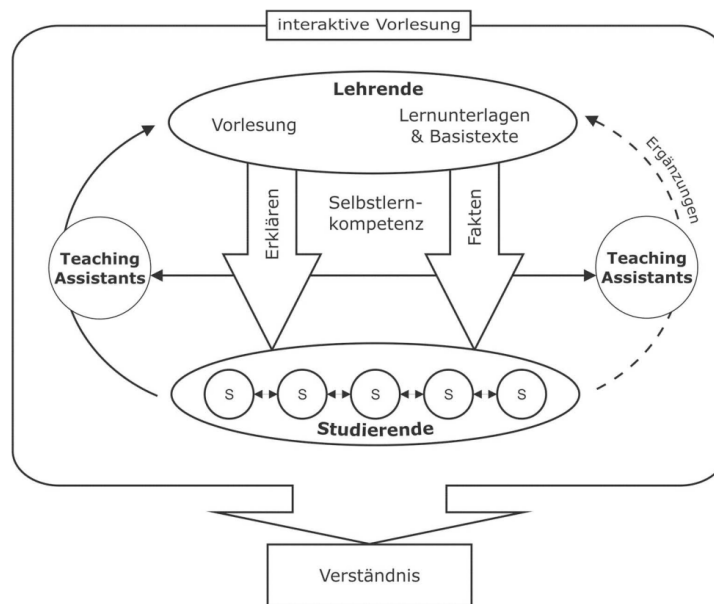 interaktive Vorlesung
Lehrende
Vorlesung
Lernunterlagen
& Basistexte
Ergänzungen
Erklären
Selbstlern-
kompetenz
Fakten
Teaching
Assistants
Teaching
Assistants
S
S
S
S
S
Studierende
Verständnis